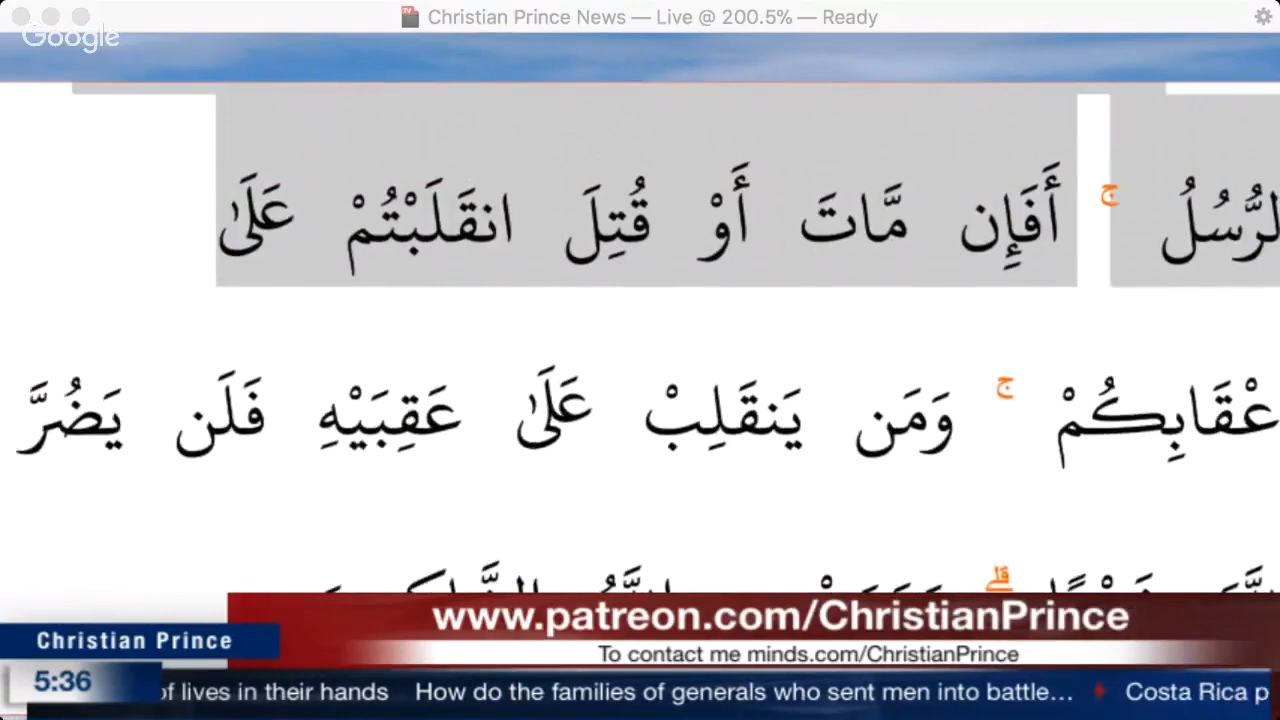 Christian Prince News — Live @ 200.5% — Ready
Google
لرُّسُلُ ۚ أَفَإِن مَّاتَ أَوْ قُتِلَ انقَلَبْتُمْ عَلَىٰ
عْقَابِكُمْ ۚ وَمَن يَنقَلِبْ عَلَىٰ عَقِبَيْهِ فَلَن يَضُرَّ
www.patreon.com/ChristianPrince
Christian Prince
To contact me minds.com/ChristianPrince
5:36
of lives in their hands How do the families of generals who sent men into battle... Costa Rica p